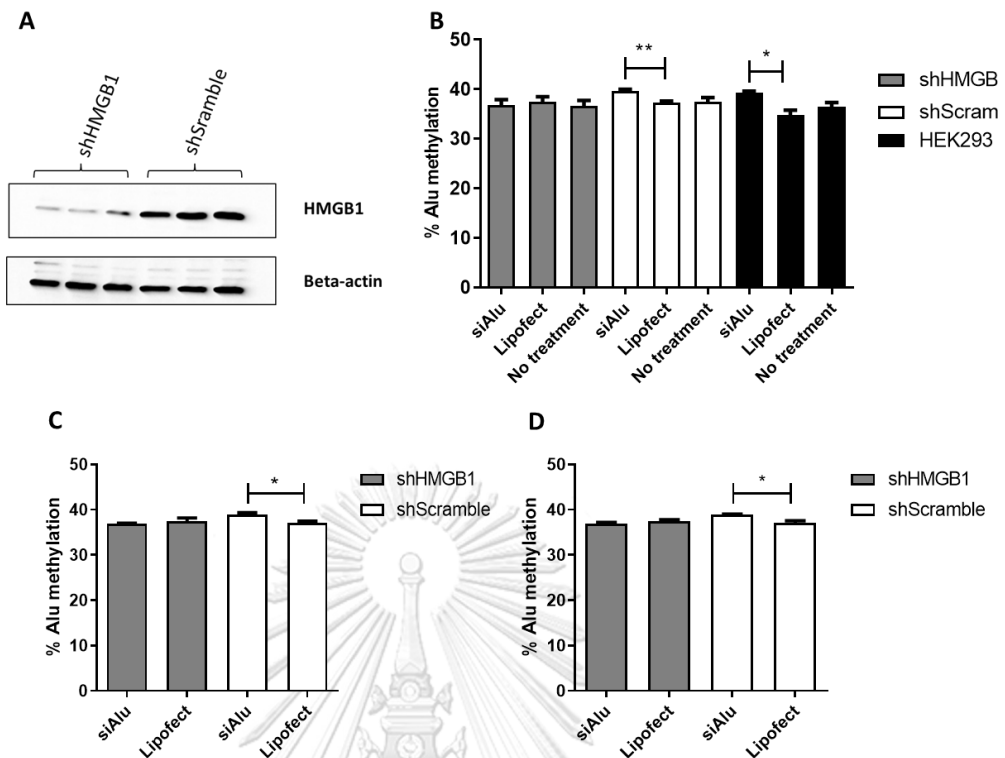 A
shHMGB1
shSramble
HMGB1
Beta-actin
B
% Alu methylation
50
40
30
20
10
0
**
*
siAlu
Lipofect
No treatment
siAlu
Lipofect
No treatment
siAlu
Lipofect
No treatment
shHMGB
shScram
HEK293
C
% Alu methylation
50
40
30
20
10
0
*
siAlu
Lipofect
siAlu
Lipofect
shHMGB1
shScramble
D
% Alu methylation
50
40
30
20
10
0
*
siAlu
Lipofect
siAlu
Lipofect
shHMGB1
shScramble